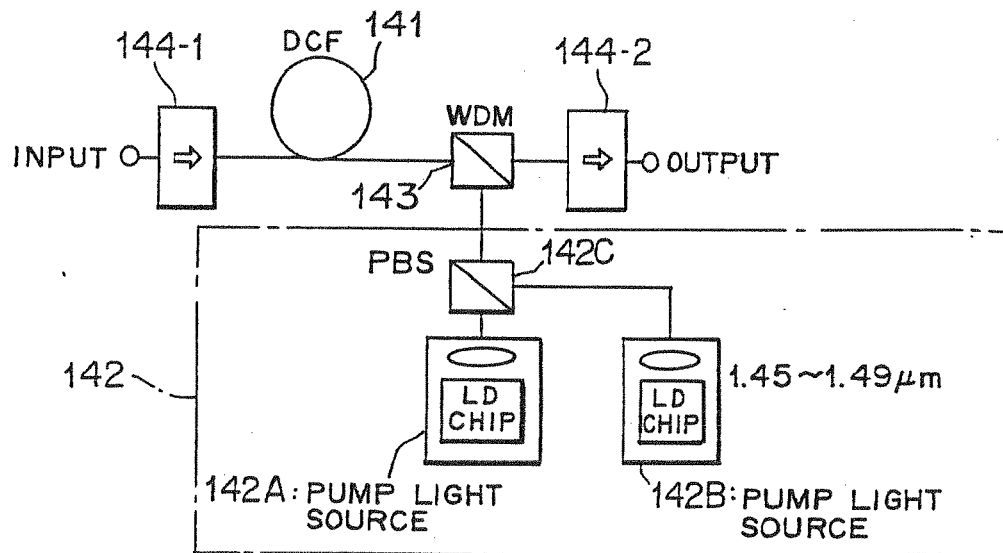 144-1
DCF
141
144-2
WDM
INPUT
⇨
143
⇨
OUTPUT
PBS
142C
142
LD
CHIP
LD
CHIP
1.45~1.49μm
142A: PUMP LIGHT
SOURCE
142B: PUMP LIGHT
SOURCE